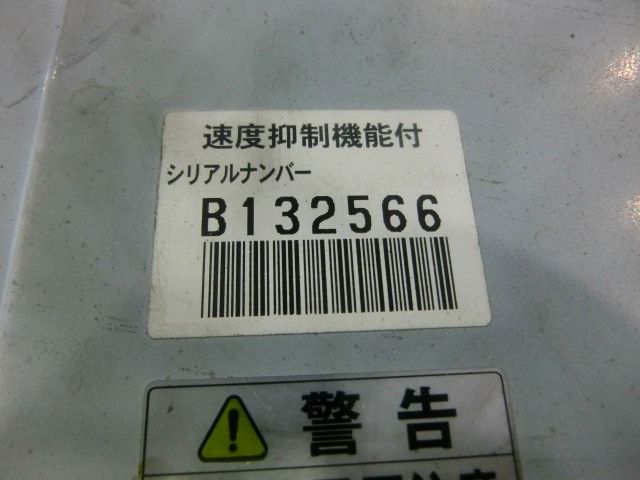 速度抑制機能付
シリアルナンバー
B132566
警告